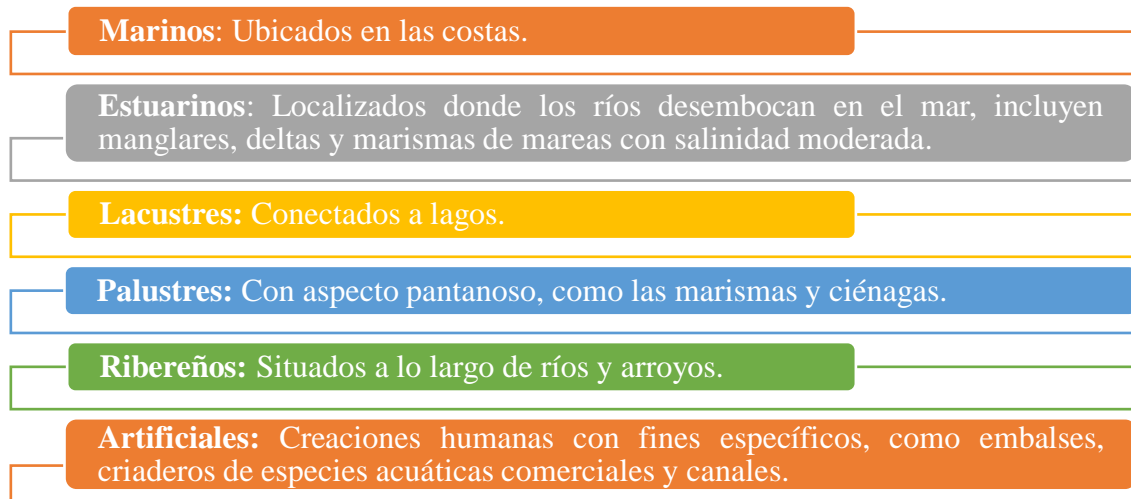 Marinos: Ubicados en las costas.
Estuarinos: Localizados donde los ríos desembocan en el mar, incluyen
manglares, deltas y marismas de mareas con salinidad moderada.
Lacustres: Conectados a lagos.
Palustres: Con aspecto pantanoso, como las marismas y ciénagas.
Ribereños: Situados a lo largo de ríos y arroyos.
Artificiales: Creaciones humanas con fines específicos, como embalses,
criaderos de especies acuáticas comerciales y canales.